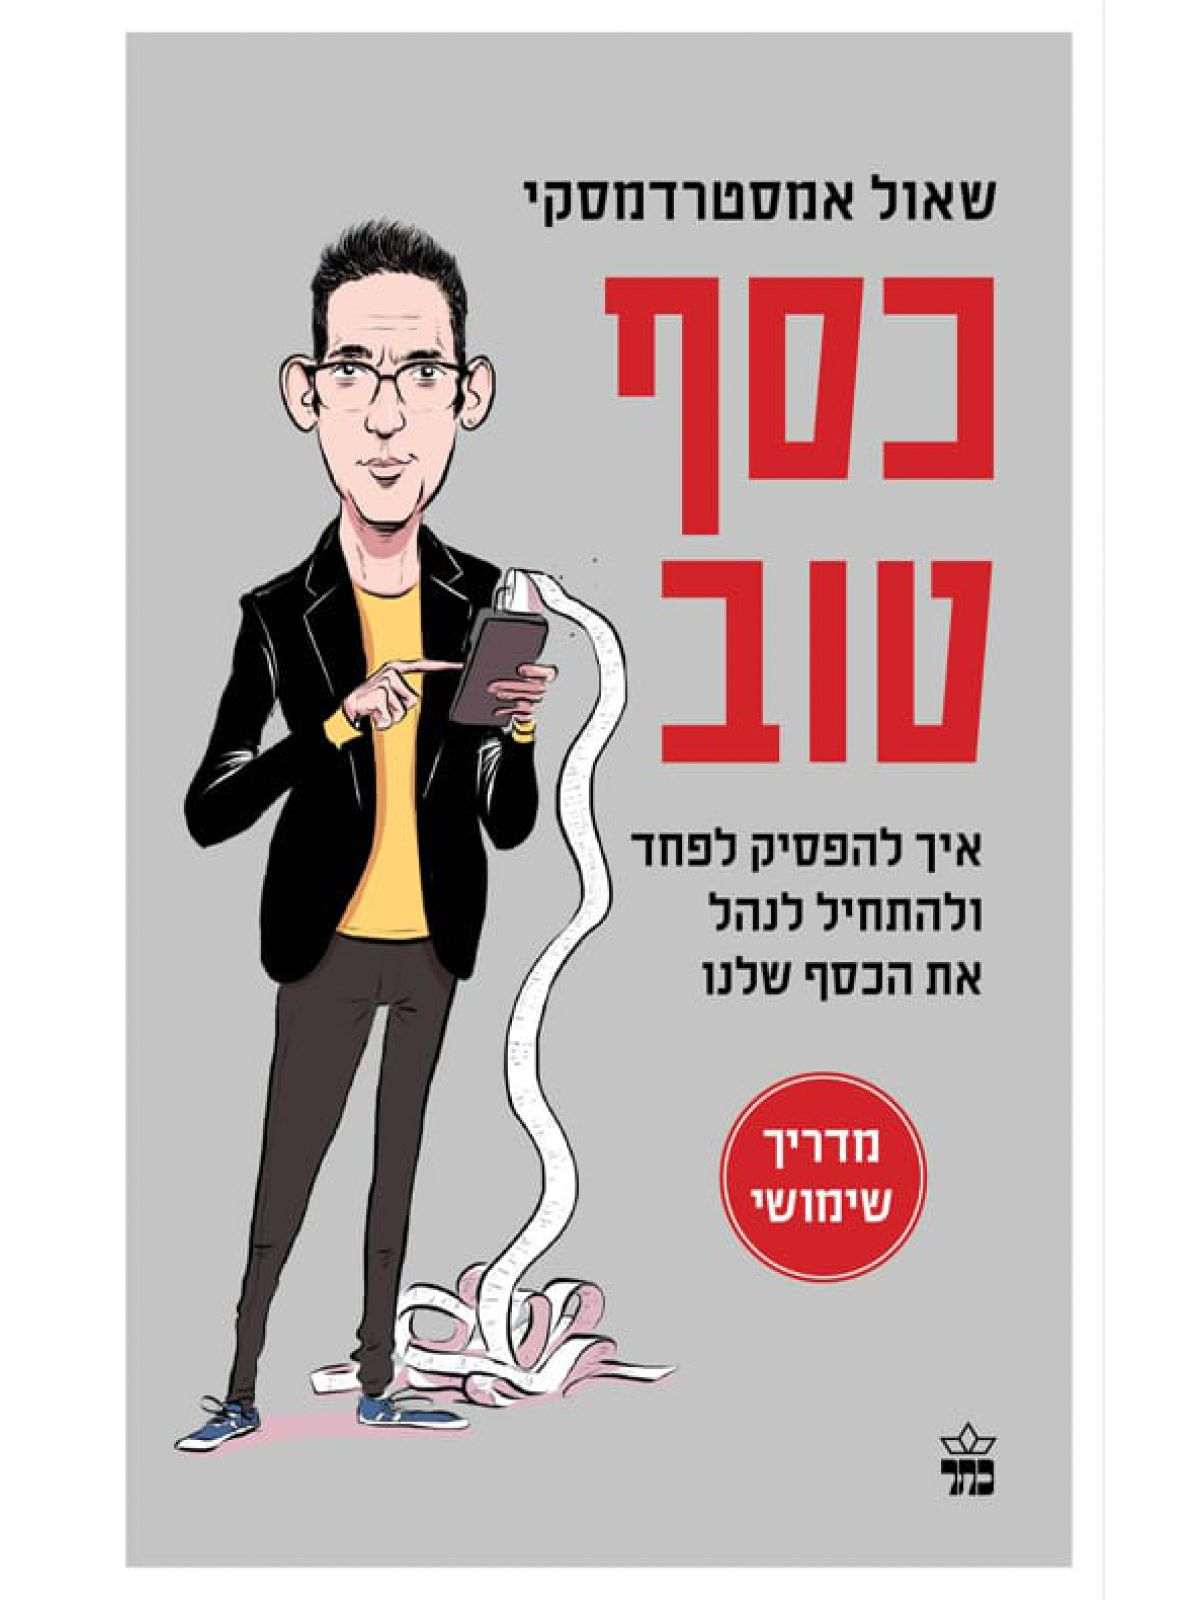 שאול אמסטרדמסקי
כסף
טוב
איך להפסיק לפחד
ולהתחיל לנהל
את הכסף שלנו
מדריך
שימושי
כתר